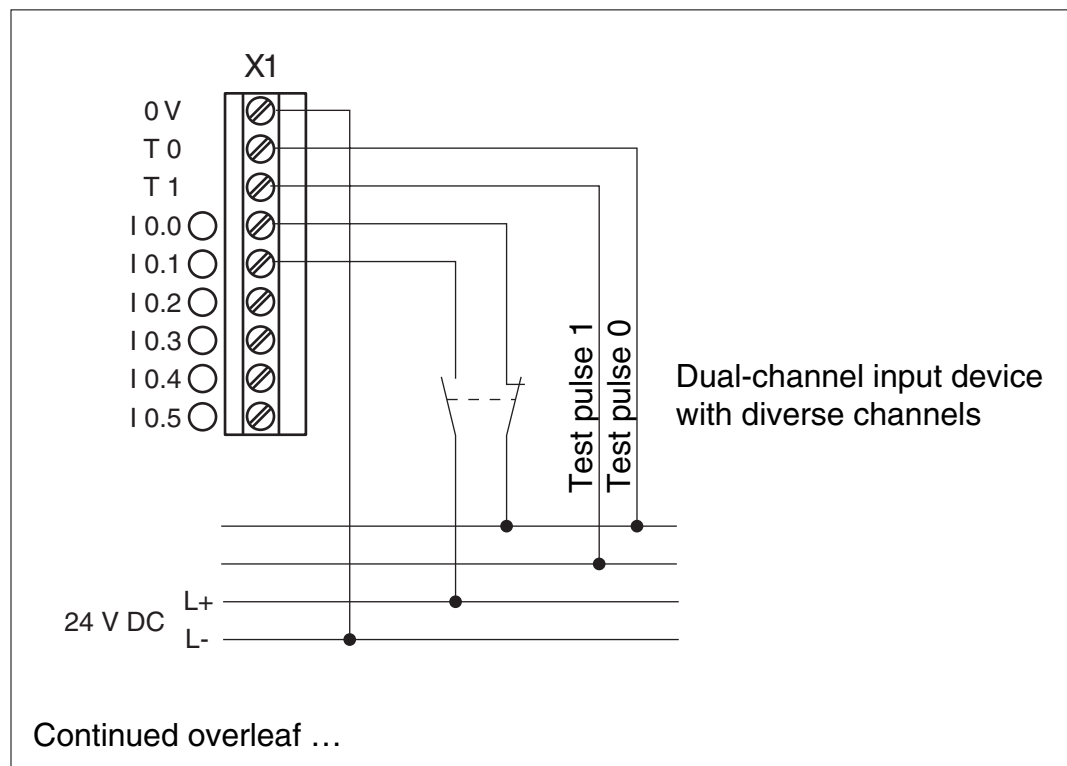 X1
0 V
T 0
T 1
I 0.0
I 0.1
I 0.2
I 0.3
I 0.4
I 0.5
Test pulse 1
Test pulse 0
Dual-channel input device
with diverse channels
24 V DC
L+
L-
Continued overleaf …